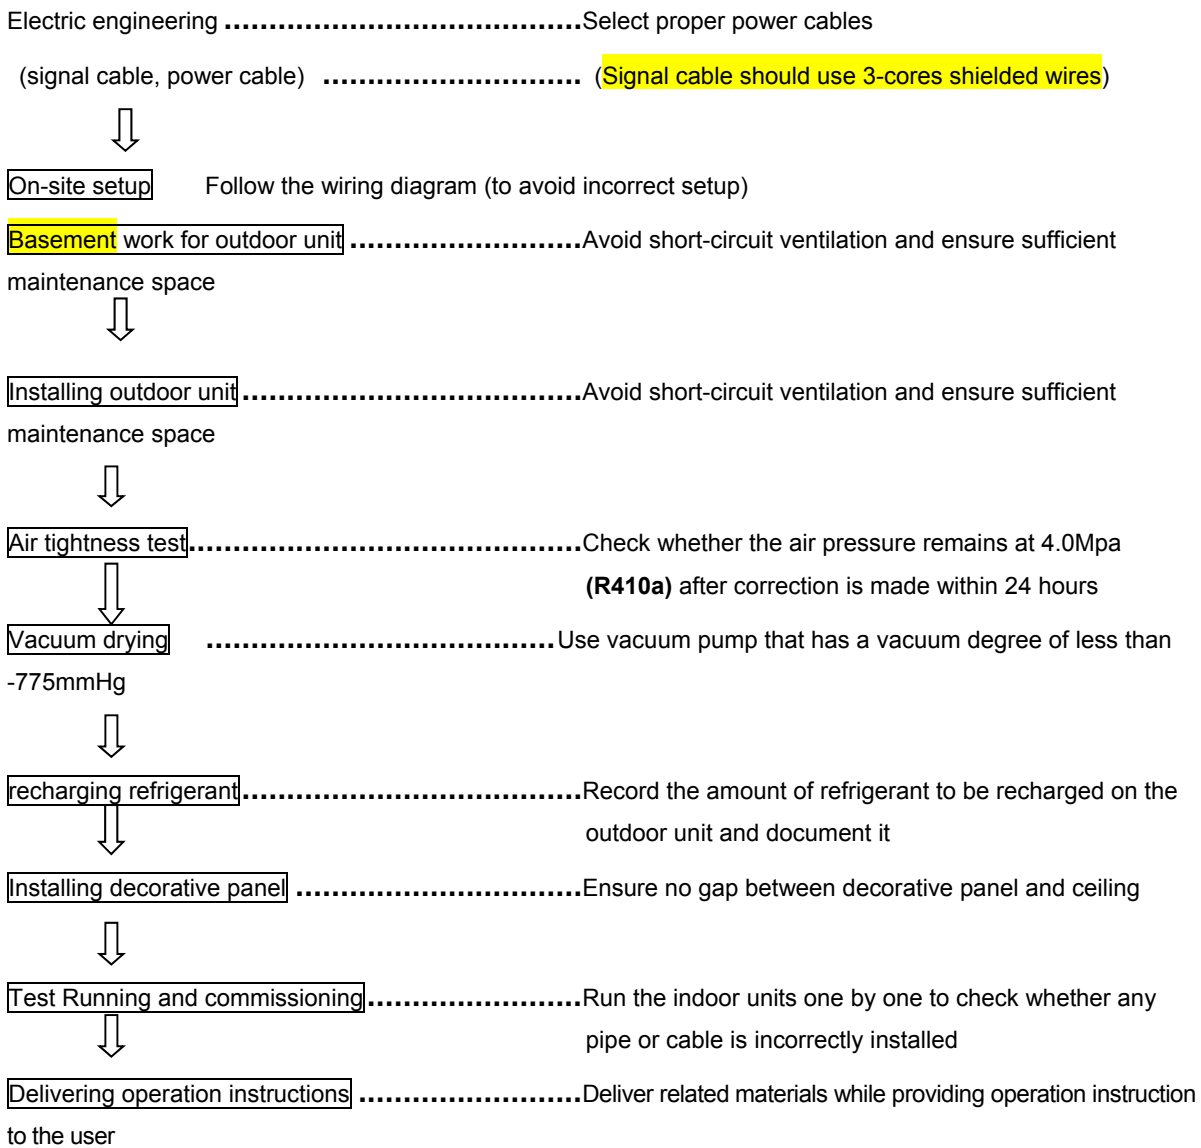 Electric engineering ........................................Select proper power cables
(signal cable, power cable) ............................. (Signal cable should use 3-cores shielded wires)
On-site setup Follow the wiring diagram (to avoid incorrect setup)
Basement work for outdoor unit ..........................Avoid short-circuit ventilation and ensure sufficient
maintenance space
Installing outdoor unit......................................Avoid short-circuit ventilation and ensure sufficient
maintenance space
Air tightness test............................................Check whether the air pressure remains at 4.0Mpa
(R410a) after correction is made within 24 hours
Vacuum drying .......................................Use vacuum pump that has a vacuum degree of less than
-775mmHg
recharging refrigerant......................................Record the amount of refrigerant to be recharged on the
outdoor unit and document it
Installing decorative panel ................................Ensure no gap between decorative panel and ceiling
Test Running and commissioning........................Run the indoor units one by one to check whether any
pipe or cable is incorrectly installed
Delivering operation instructions .........................Deliver related materials while providing operation instruction
to the user